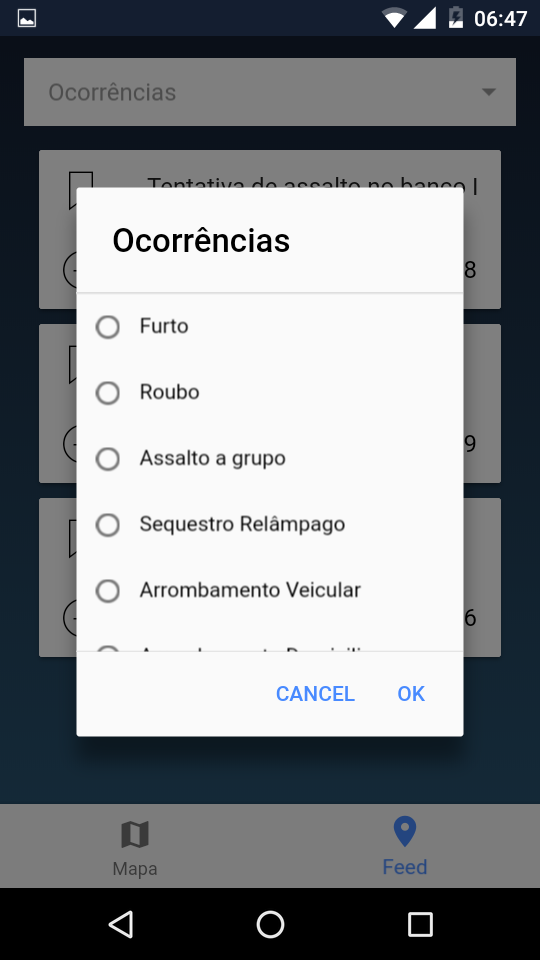 06:47
Ocorrências
Tentativa de assalto no banco I
Ocorrências
8
Furto
Roubo
9
Assalto a grupo
Sequestro Relâmpago
Arrombamento Veicular
6
CANCEL OK
Mapa Feed